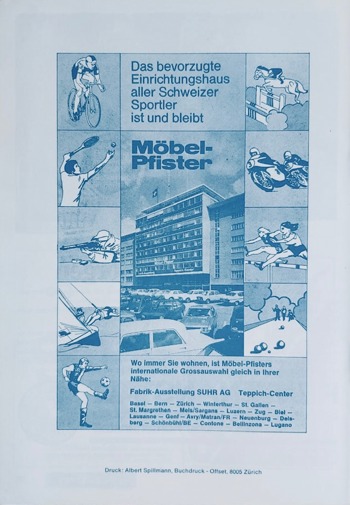 Das bevorzugte
Einrichtungshaus
aller Schweizer
Sportler
ist und bleibt
Möbel-
Pfister
Wo immer Sie wohnen, ist Möbel-Pfisters
internationale Grossauswahl gleich in Ihrer
Nähe:
Fabrik-Ausstellung SUHR AG Teppich-Center
Basel — Bern — Zürich — Winterthur — St. Gallen —
St. Margrethen — Mels/Sargans — Luzern — Zug — Biel —
Lausanne — Genf — Avry/Matran/FR — Neuenburg — Dels-
berg — Schönbühl/BE — Contone — Bellinzona — Lugano
Druck: Albert Spillmann, Buchdruck - Offset, 8005 Zürich